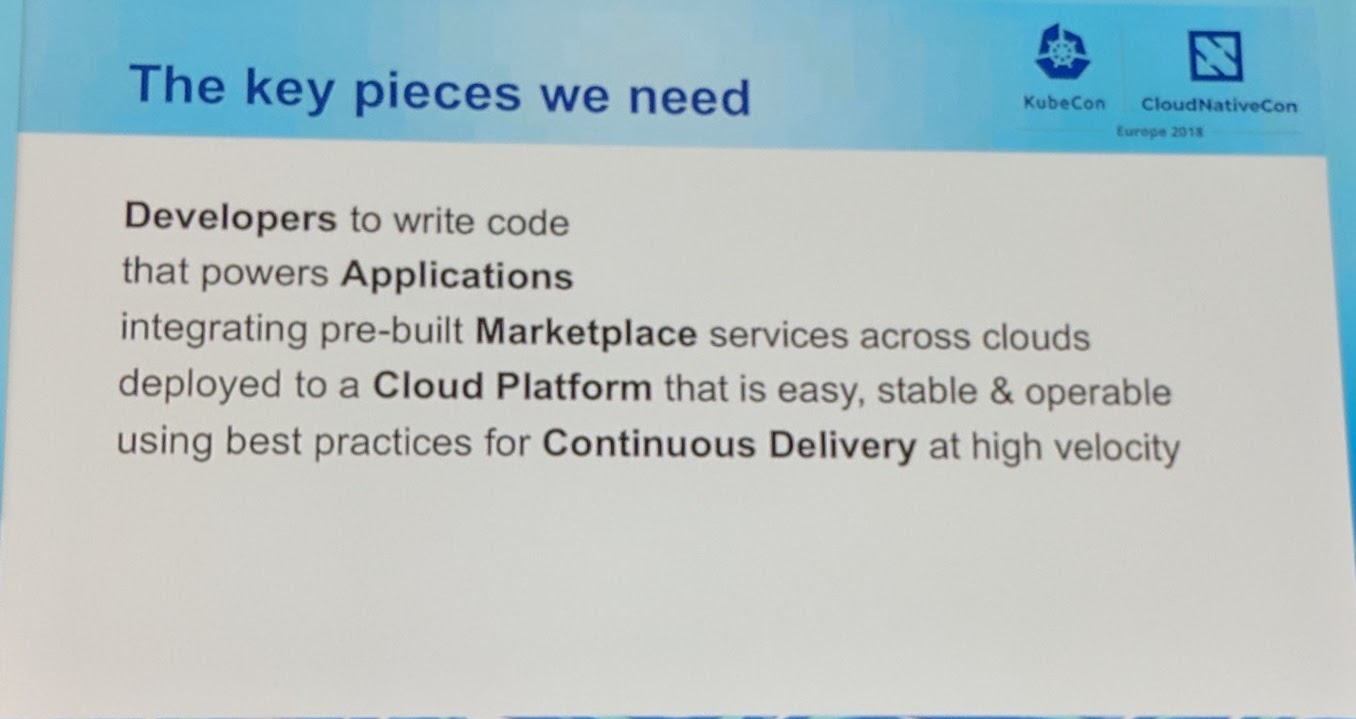 The key pieces we need
KubeCon
CloudNativeCon
Europe 2018
Developers to write code
that powers Applications
integrating pre-built Marketplace services across clouds
deployed to a Cloud Platform that is easy, stable & operable
using best practices for Continuous Delivery at high velocity